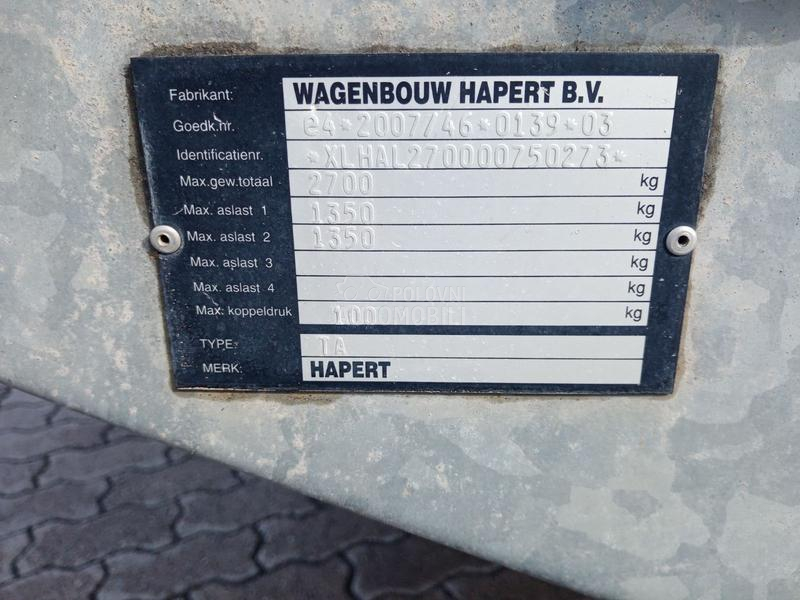 Fabrikant: WAGENBOUW HAPERT B.V.
Goedk.nr. e4*2007/46*0139*03
Identificatienr. *XLHAL270000750273*
Max.gew.totaal 2700 kg
Max. aslast 1 1350 kg
Max. aslast 2 1350 kg
Max. aslast 3 kg
Max. aslast 4 kg
POLOVNI
Max. koppeldruk 100 kg
TYPE: TA
MERK: HAPERT